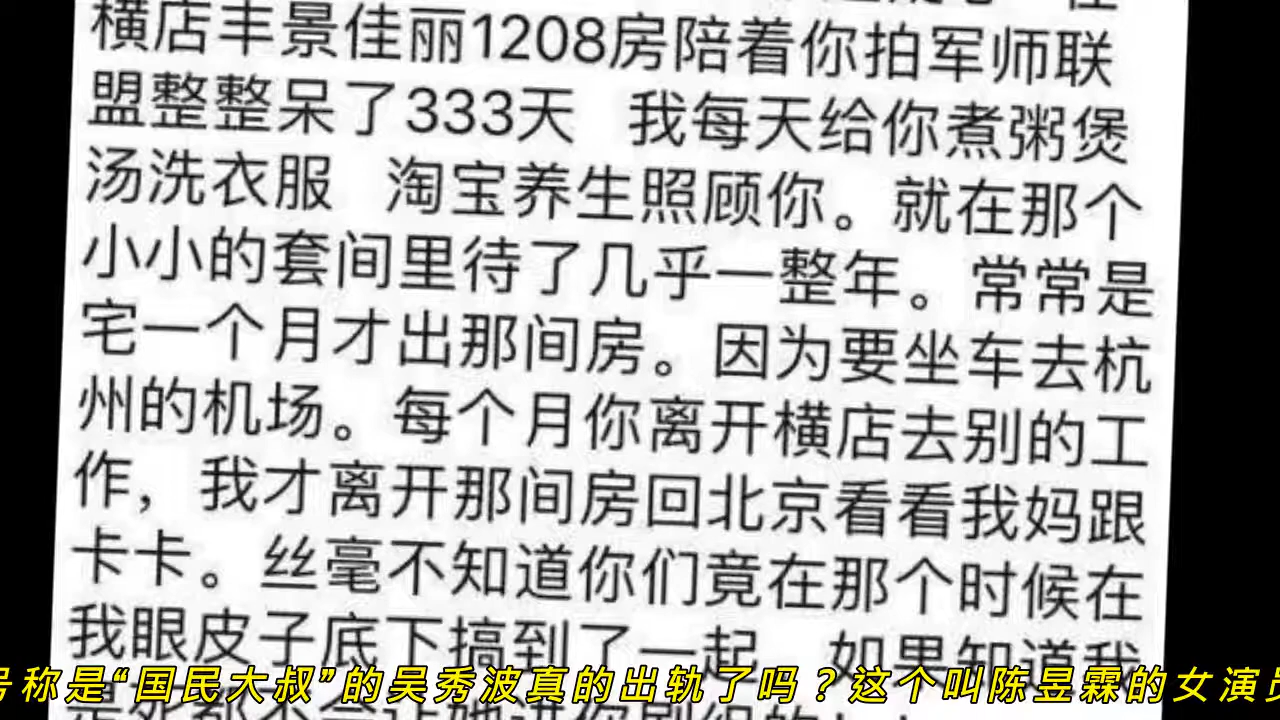 横店丰景佳丽1208房陪着你拍军师联
盟整整呆了333天 我每天给你煮粥煲
汤洗衣服 淘宝养生照顾你。就在那个
小小的套间里待了几乎一整年。常常是
宅一个月才出那间房。因为要坐车去杭
州的机场。每个月你离开横店去别的工
作，我才离开那间房回北京看看我妈跟
卡卡。丝毫不知道你们竟在那个时候在
我眼皮子底下搞到了一起 如果知道我
号称是“国民大叔”的吴秀波真的出轨了吗？这个叫陈昱霖的女演员